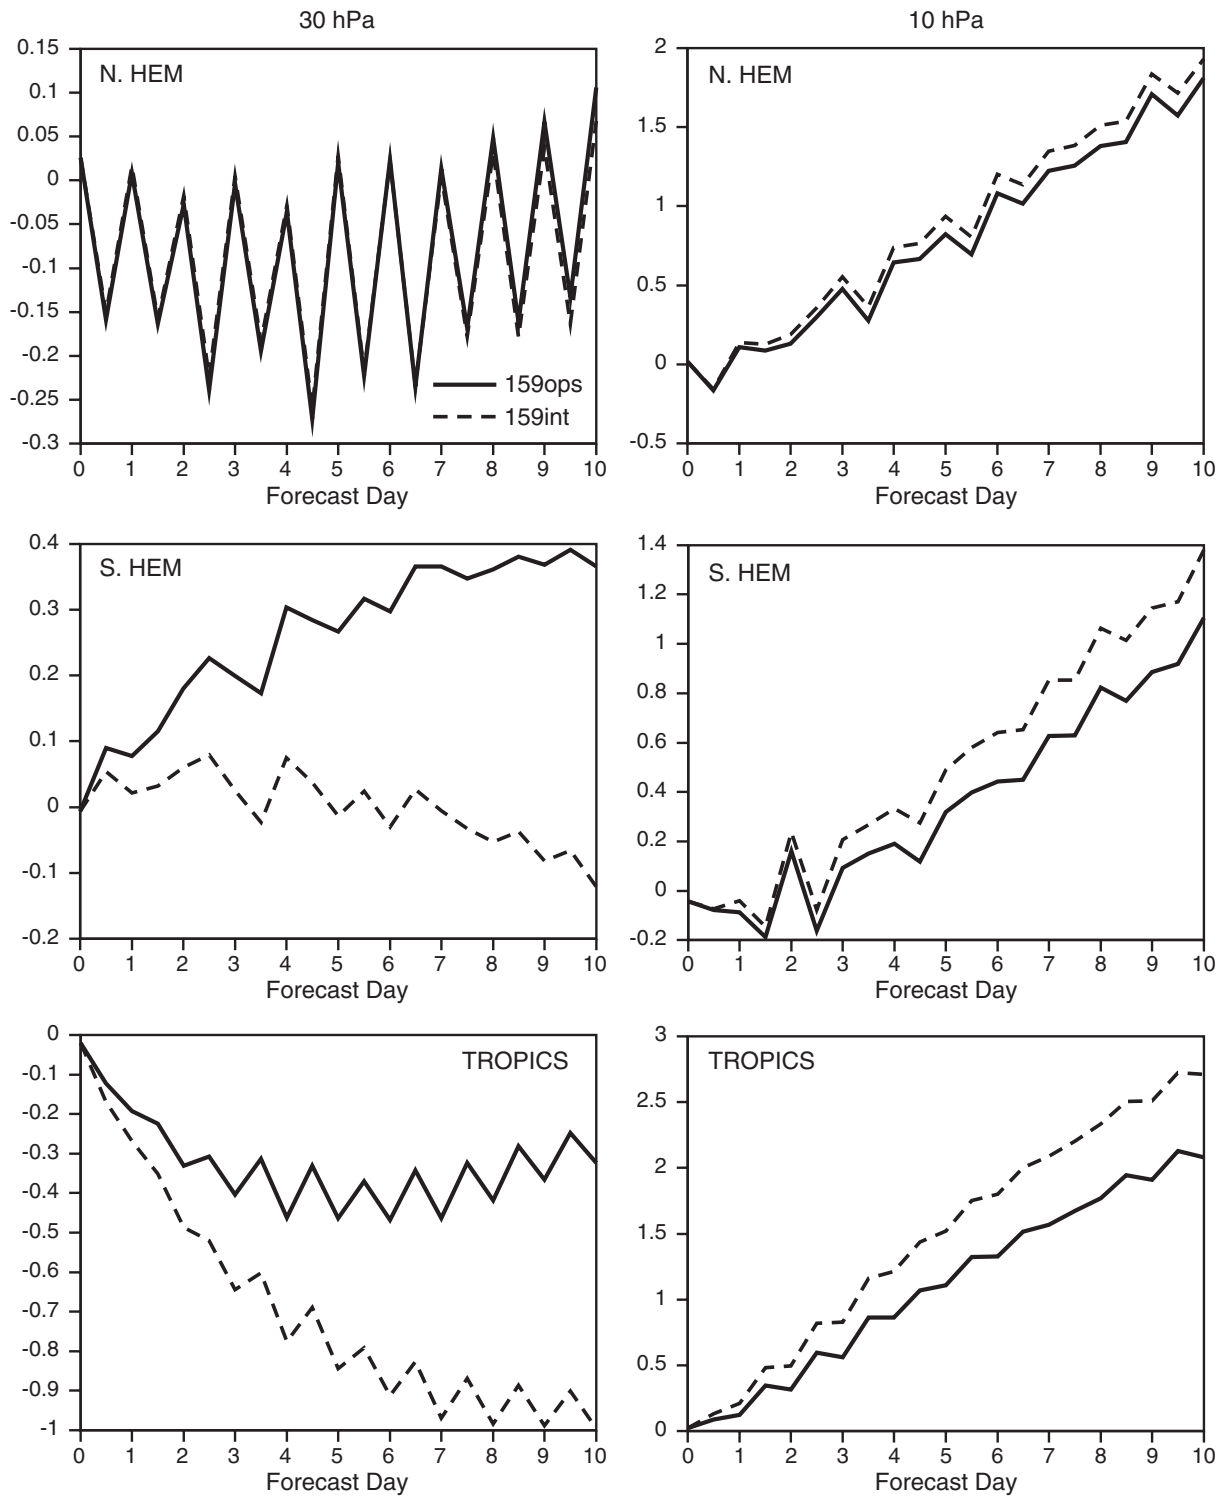 30 hPa
0.15
0.1
0.05
0
-0.05
-0.1
-0.15
-0.2
-0.25
-0.3
N. HEM
159ops
159int
0 1 2 3 4 5 6 7 8 9 10
Forecast Day
10 hPa
2
1.5
1
0.5
0
-0.5
N. HEM
0 1 2 3 4 5 6 7 8 9 10
Forecast Day
0.4
0.3
0.2
0.1
0
-0.1
-0.2
S. HEM
0 1 2 3 4 5 6 7 8 9 10
Forecast Day
1.4
1.2
1
0.8
0.6
0.4
0.2
0
-0.2
S. HEM
0 1 2 3 4 5 6 7 8 9 10
Forecast Day
0
-0.1
-0.2
-0.3
-0.4
-0.5
-0.6
-0.7
-0.8
-0.9
-1
TROPICS
0 1 2 3 4 5 6 7 8 9 10
Forecast Day
3
2.5
2
1.5
1
0.5
0
TROPICS
0 1 2 3 4 5 6 7 8 9 10
Forecast Day